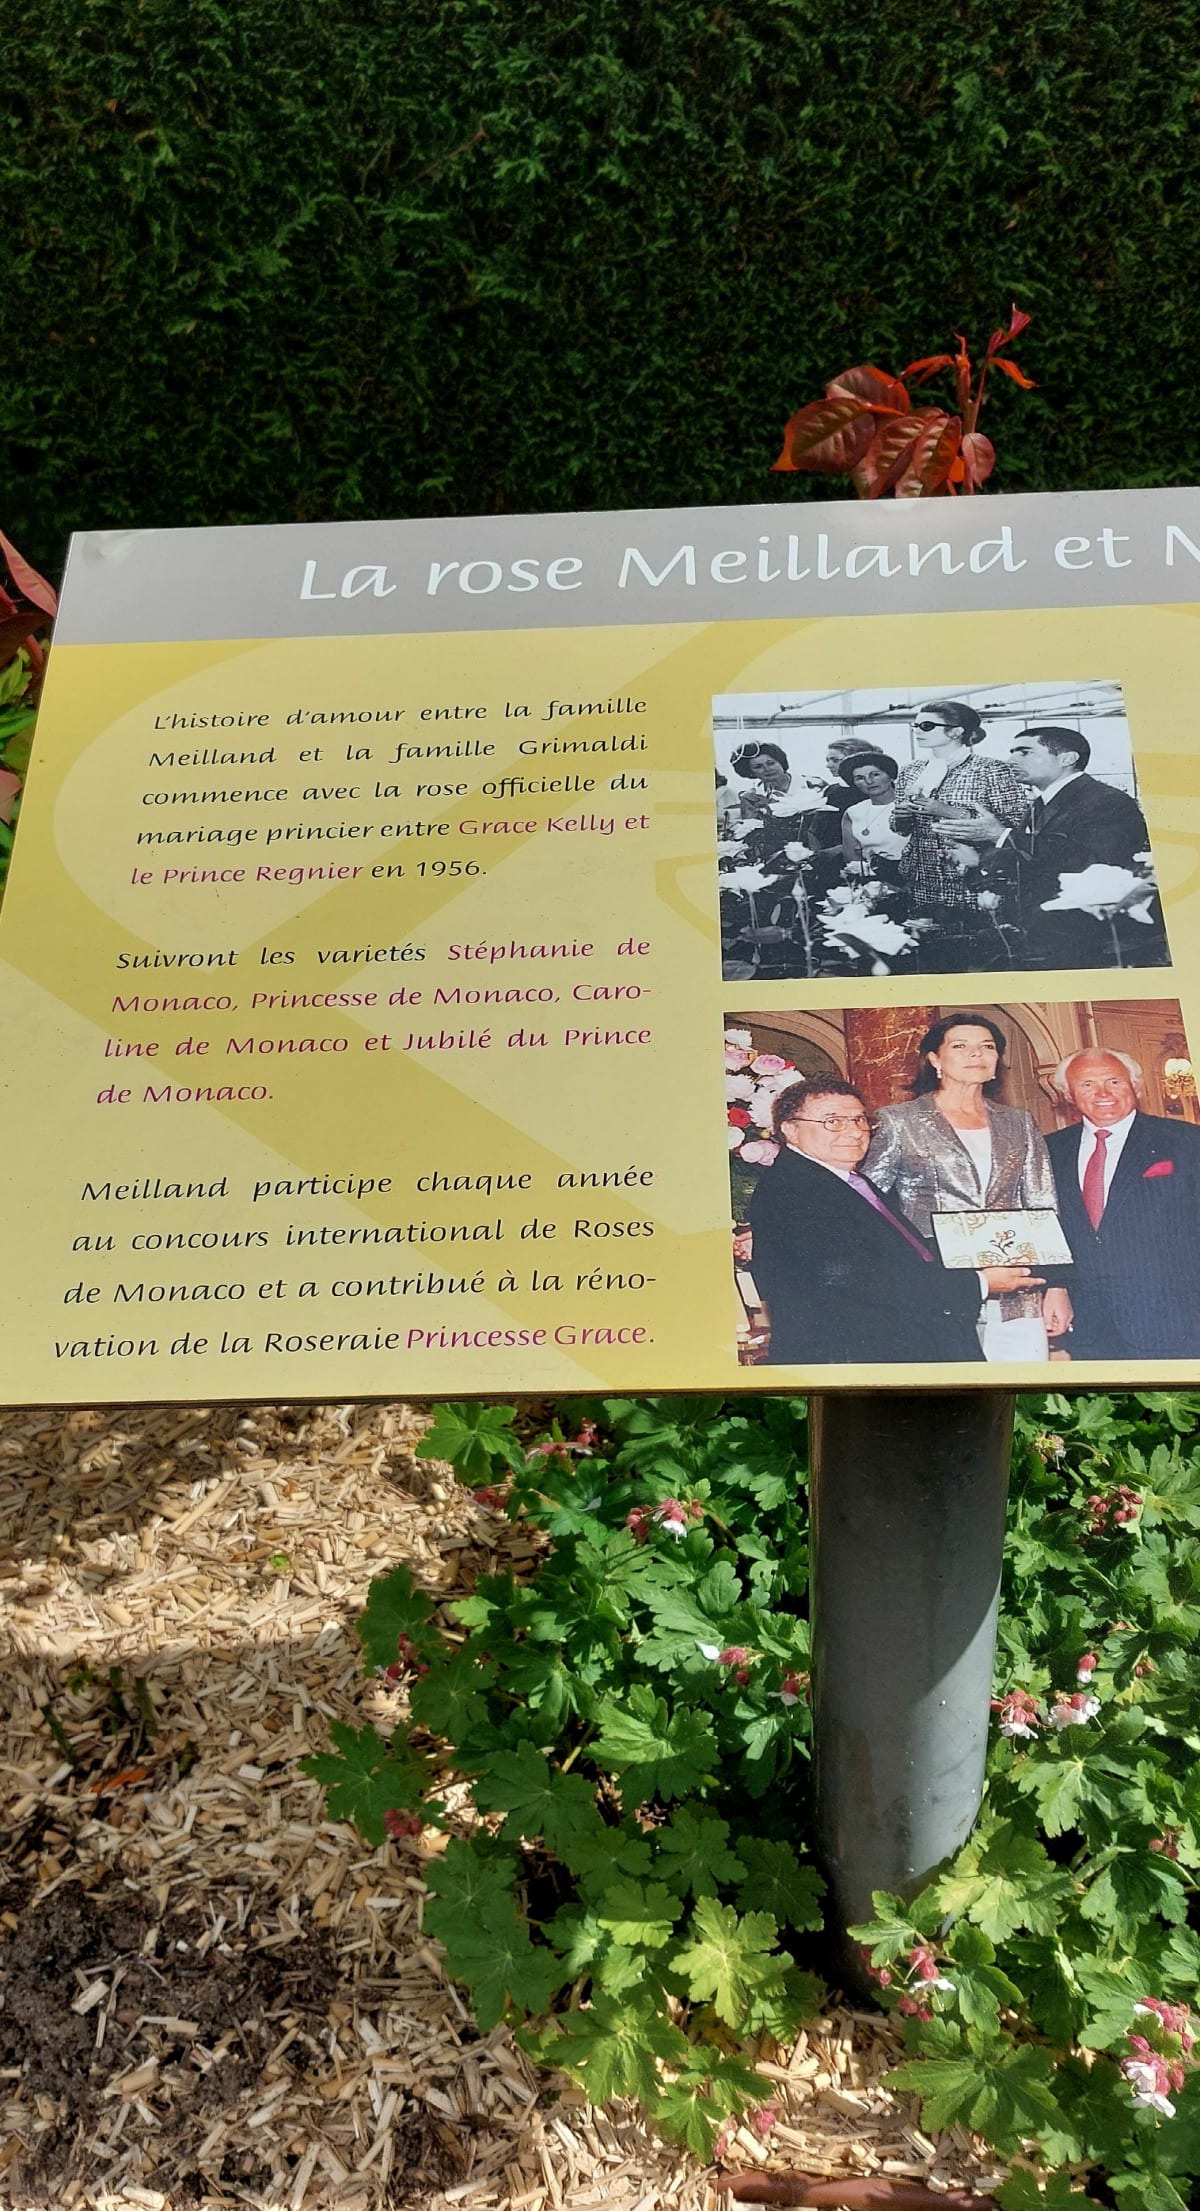 La rose Meilland et
L'histoire d'amour entre la famille
Meilland et la famille Grimaldi
commence avec la rose officielle du
mariage princier entre Grace Kelly et
le Prince Regnier en 1956.
Suivront les varietés Stéphanie de
Monaco, Princesse de Monaco, Caro-
line de Monaco et Jubilé du Prince
de Monaco.
Meilland participe chaque année
au concours international de Roses
de Monaco et a contribué à la réno-
vation de la Roseraie Princesse Grace.